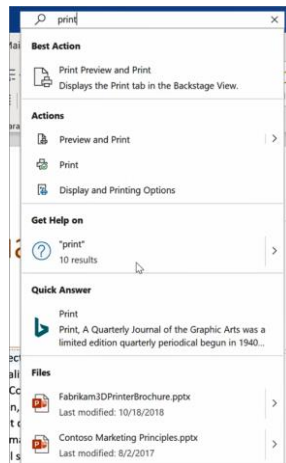 print
Best Action
Print Preview and Print
Displays the Print tab in the Backstage View.
Actions
Preview and Print
Print
Display and Printing Options
Get Help on
"print"
10 results
Quick Answer
Print
Print, A Quarterly Journal of the Graphic Arts was a
limited edition quarterly periodical begun in 1940...
Files
Fabrikam3DPrinterBrochure.pptx
Last modified: 10/18/2018
Contoso Marketing Principles.pptx
Last modified: 8/2/2017